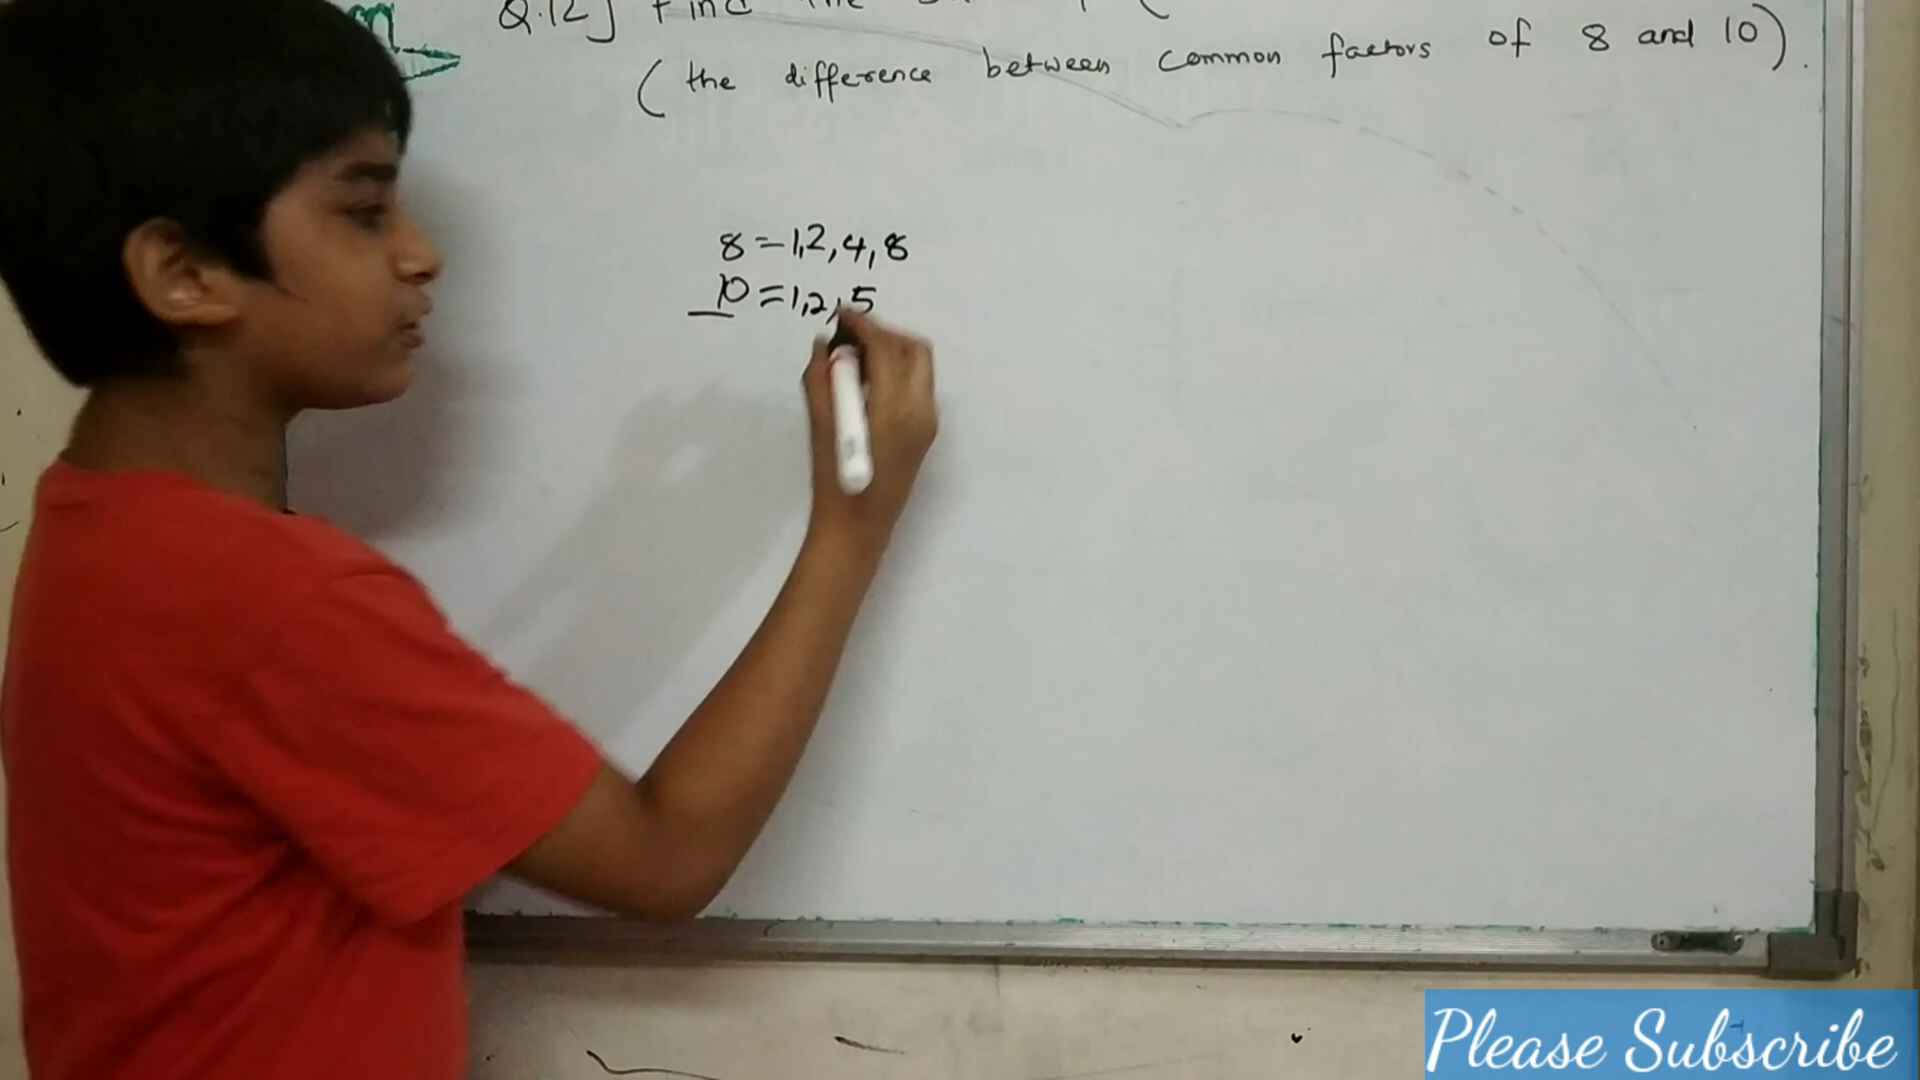 Q.12] Find the
(the difference between common factors of 8 and 10).
8 = 1,2,4,8
10 = 1,2,5
Please Subscribe